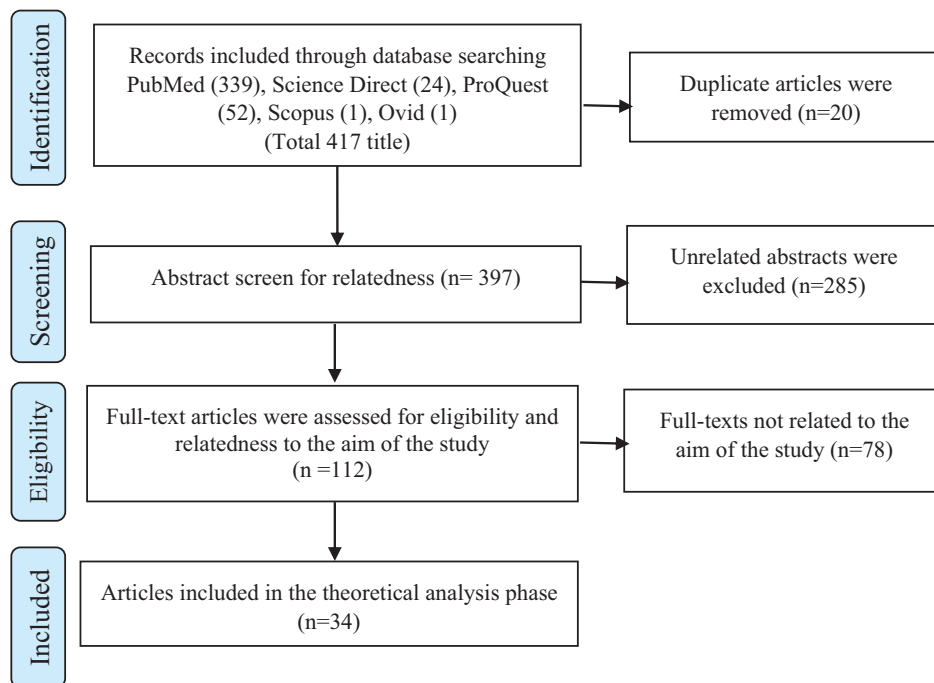 Identification
Records included through database searching
PubMed (339), Science Direct (24), ProQuest
(52), Scopus (1), Ovid (1)
(Total 417 title)
Duplicate articles were
removed (n=20)
Screening
Abstract screen for relatedness (n= 397)
Unrelated abstracts were
excluded (n=285)
Eligibility
Full-text articles were assessed for eligibility and
relatedness to the aim of the study
(n =112)
Full-texts not related to the
aim of the study (n=78)
Included
Articles included in the theoretical analysis phase
(n=34)